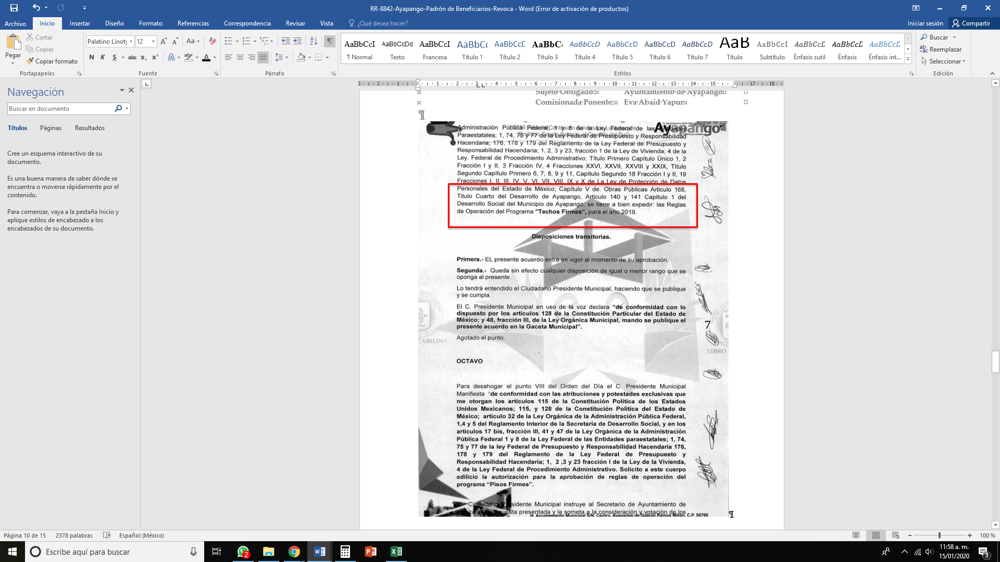 RR-8842-Ayapango-Padrón de Beneficiarios-Revoca - Word (Error de activación de productos)
Archivo Inicio Insertar Diseño Formato Referencias Correspondencia Revisar Vista ¿Qué desea hacer? Iniciar sesión Compartir
Pegar
Cortar
Copiar
Copiar formato
Portapapeles
Palatino Linoty 12
N K S abc x₂ x²
Fuente
Párrafo
AaBbCcI AaBbCcDd AaBbCcI AaBbCc AaBbCcD AaBbC AaBbCcD AaBbCcD AaBbCcD AaBbCcD AaB AaBbCcI AaBbCcD AaBbCcD AaBbCcD
¶ Normal Texto Francesa Título 1 Título 2 Título 3 Título 4 Título 5 Título 6 Título 7 Título Subtítulo Énfasis sutil Énfasis Énfasis int...
Estilos
Buscar
Reemplazar
Seleccionar
Edición
Navegación
Buscar en documento
Títulos Páginas Resultados
Cree un esquema interactivo de su
documento.
Es una buena manera de saber dónde se
encuentra o moverse rápidamente por el
contenido.
Para comenzar, vaya a la pestaña Inicio y
aplique estilos de encabezado a los
encabezados de su documento.
3 2 1 1 2 3 4 5 6 7 8 9 10 11 12 13 14 15 17 18
Sujeto·Obligado:¤ Ayuntamiento·de·Ayapango¤
Comisionada·Ponente:¤ Eva·Abaid·Yapur¤
¶
Ayapango
Administración Pública Federal; 1 y 8 de la Ley Federal de las Entidades
Paraestatales; 1, 74, 75 y 77 de la Ley Federal de Presupuesto y Responsabilidad
Hacendaria; 176, 178 y 179 del Reglamento de la Ley Federal de Presupuesto y
Responsabilidad Hacendaria; 1, 2, 3 y 23, fracción 1 de la Ley de Vivienda; 4 de la
Ley. Federal de Procedimiento Administrativo; Título Primero Capítulo Único 1, 2
Fracción I y II, 3 Fracción IV, 4 Fracciones XXVI, XXVII, XXVIII y XXIX, Título
Segundo Capítulo Primero 6, 7, 8, 9 y 11, Capítulo Segundo 18 Fracción I y II, 19
Fracciones I, II, III, IV, V, VI, VII, VIII, IX y X de La Ley de Protección de Datos
Personales del Estado de México; Capítulo V de. Obras Públicas Articulo 168,
Titulo Cuarto del Desarrollo de Ayapango, Articulo 140 y 141 Capítulo 1 del
Desarrollo Social del Municipio de Ayapango; se tiene a bien expedir: las Reglas
de Operación del Programa "Techos Firmes", para el año 2019.
Disposiciones transitorias.
Primera.- EL presente acuerdo entra en vigor al momento de su aprobación.
Segunda.- Queda sin efecto cualquier disposición de igual o menor rango que se
oponga al presente.
Lo tendrá entendido el Ciudadano Presidente Municipal, haciendo que se publique
y se cumpla.
El C. Presidente Municipal en uso de la voz declara “de conformidad con lo
dispuesto por los artículos 128 de la Constitución Particular del Estado de
México; y 48, fracción III, de la Ley Orgánica Municipal, mando se publique el
presente acuerdo en la Gaceta Municipal”.
7
CABILDO
LIBRO
Agotado el punto.
OCTAVO
Para desahogar el punto VIII del Orden del Día el C. Presidente Municipal
Manifiesta “de conformidad con las atribuciones y potestades exclusivas que
me otorgan los artículos 115 de la Constitución Política de los Estados
Unidos Mexicanos; 115, y 128 de la Constitución Política del Estado de
México; artículo 32 de la Ley Orgánica de la Administración Pública Federal,
1,4 y 5 del Reglamento Interior de la Secretaria de Desarrollo Social, y en los
artículos 17 bis, fracción III, 41 y 47 de la Ley Orgánica de la Administración
Pública Federal 1 y 8 de la Ley Federal de las Entidades paraestatales; 1, 74,
75 y 77 de la ley Federal de Presupuesto y Responsabilidad Hacendaria 176,
178 y 179 del Reglamento de la Ley Federal de Presupuesto y
Responsabilidad Hacendaria; 1, 2 ,3 y 23 fracción I de la Ley de la Vivienda,
4 de la Ley Federal de Procedimiento Administrativo. Solicito a este cuerpo
edilicio la autorización para la aprobación de reglas de operación del
programa “Pisos Firmes”.
Ciudadano Presidente Municipal instruye al Secretario de Ayuntamiento de
propuesta presentada y la someta a la consideración y votación de los
H. Ayuntamiento Municipal S/N, Centro, Ayapango de Gabriel Ramos Millán, C.P. 56760
¶
Página 10 de 15 2378 palabras Español (México) 100 %
Escribe aquí para buscar
2
11:58 a. m.
15/01/2020
3